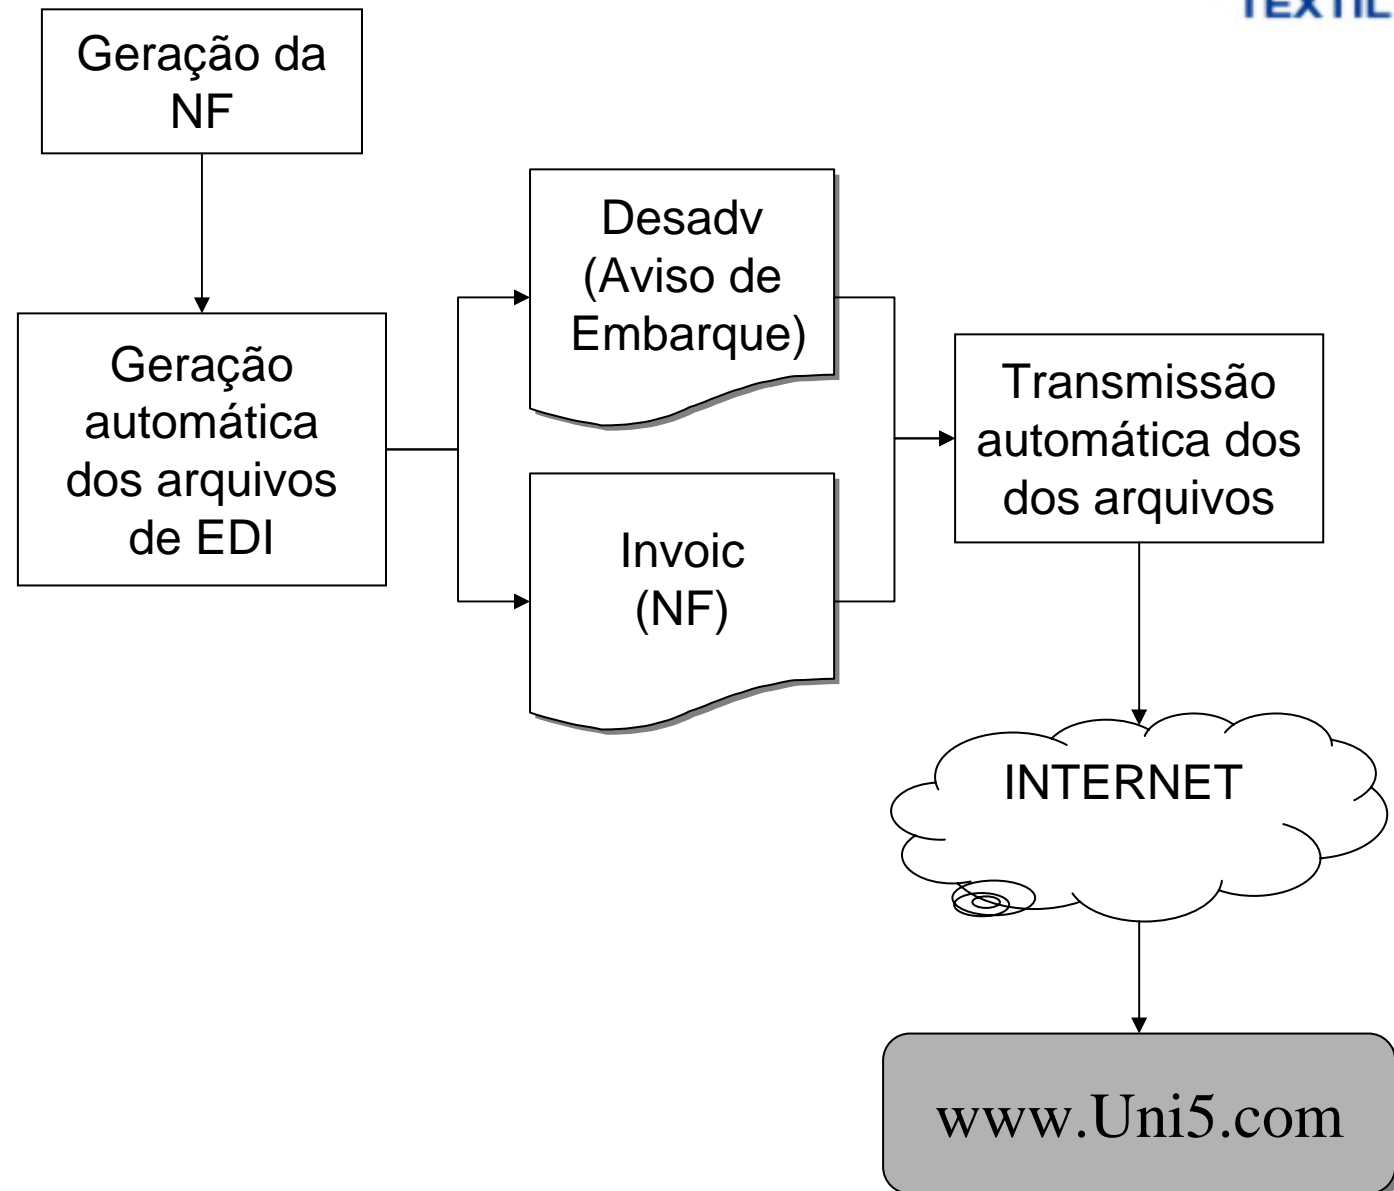 TEXTIL
Geração da
NF
Geração
automática
dos arquivos
de EDI
Desadv
(Aviso de
Embarque)
Invoic
(NF)
Transmissão
automática dos
dos arquivos
INTERNET
www.Uni5.com